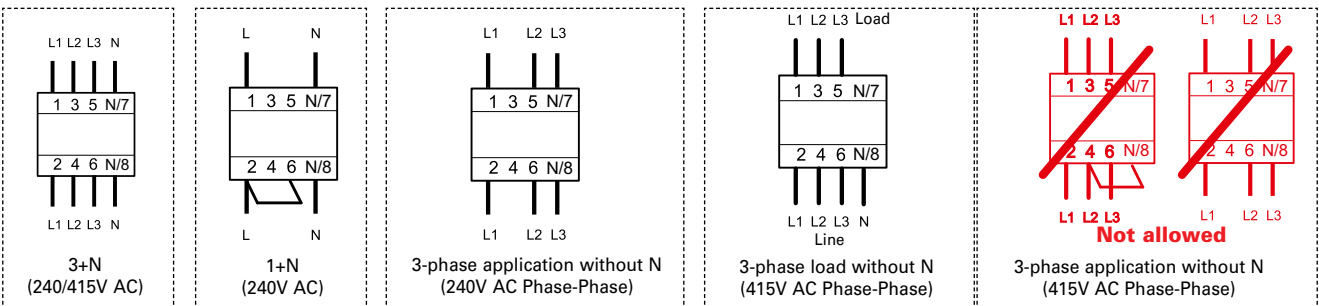 L1 L2 L3 N
1 3 5 N/7
2 4 6 N/8
L1 L2 L3 N
3+N
(240/415V AC)
L N
1 3 5 N/7
2 4 6 N/8
L N
1+N
(240V AC)
L1 L2 L3
1 3 5 N/7
2 4 6 N/8
L1 L2 L3
3-phase application without N
(240V AC Phase-Phase)
L1 L2 L3 Load
1 3 5 N/7
2 4 6 N/8
L1 L2 L3 N
Line
3-phase load without N
(415V AC Phase-Phase)
L1 L2 L3
1 3 5 N/7
2 4 6 N/8
L1 L2 L3
L1 L2 L3
1 3 5 N/7
2 4 6 N/8
L1 L2 L3
Not allowed
3-phase application without N
(415V AC Phase-Phase)